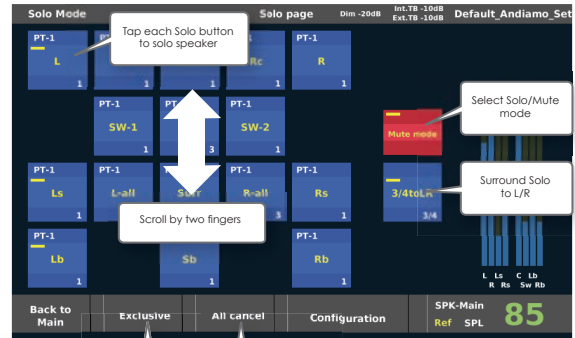 Solo Mode
Solo page
Dim -20dB
Int.TB -10dB
Ext.TB -10dB
Default_Andiamo_Set
PT-1
L
1
Tap each Solo button
to solo speaker
Rc
1
PT-1
R
1
PT-1
SW-1
1
3
PT-1
SW-2
1
Mute mode
Select Solo/Mute
mode
PT-1
Ls
1
PT-1
L-all
Surr
PT-1
R-all
3
PT-1
Rs
1
3/4toLR
3/4
Surround Solo
to L/R
Scroll by two fingers
PT-1
Lb
1
Sb
1
PT-1
Rb
1
L Ls C Lb
R Rs Sw Rb
Back to
Main
Exclusive
All cancel
Configuration
SPK-Main
Ref SPL
85